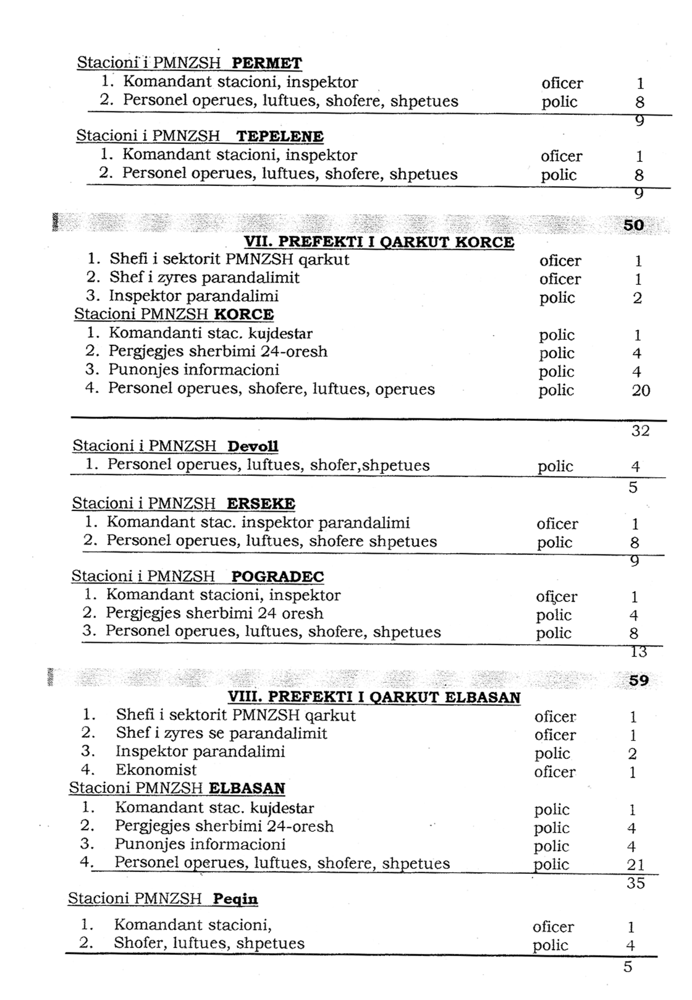 Stacioni i PMNZSH PERMET
1. Komandant stacioni, inspektor oficer 1
2. Personel operues, luftues, shofere, shpetues polic 8
9
Stacioni i PMNZSH TEPELENE
1. Komandant stacioni, inspektor oficer 1
2. Personel operues, luftues, shofere, shpetues polic 8
9
50
VII. PREFEKTI I QARKUT KORCE
1. Shefi i sektorit PMNZSH qarkut oficer 1
2. Shef i zyres parandalimit oficer 1
3. Inspektor parandalimi polic 2
Stacioni PMNZSH KORCE
1. Komandanti stac. kujdestar polic 1
2. Pergjegjes sherbimi 24-oresh polic 4
3. Punonjes informacioni polic 4
4. Personel operues, shofere, luftues, operues polic 20
32
Stacioni i PMNZSH Devoll
1. Personel operues, luftues, shofer,shpetues polic 4
5
Stacioni i PMNZSH ERSEKE
1. Komandant stac. inspektor parandalimi oficer 1
2. Personel operues, luftues, shofere shpetues polic 8
9
Stacioni i PMNZSH POGRADEC
1. Komandant stacioni, inspektor oficer 1
2. Pergjegjes sherbimi 24 oresh polic 4
3. Personel operues, luftues, shofere, shpetues polic 8
13
59
VIII. PREFEKTI I QARKUT ELBASAN
1. Shefi i sektorit PMNZSH qarkut oficer 1
2. Shef i zyres se parandalimit oficer 1
3. Inspektor parandalimi polic 2
4. Ekonomist oficer 1
Stacioni PMNZSH ELBASAN
1. Komandant stac. kujdestar polic 1
2. Pergjegjes sherbimi 24-oresh polic 4
3. Punonjes informacioni polic 4
4. Personel operues, luftues, shofere, shpetues polic 21
35
Stacioni PMNZSH Peqin
1. Komandant stacioni, oficer 1
2. Shofer, luftues, shpetues polic 4
5